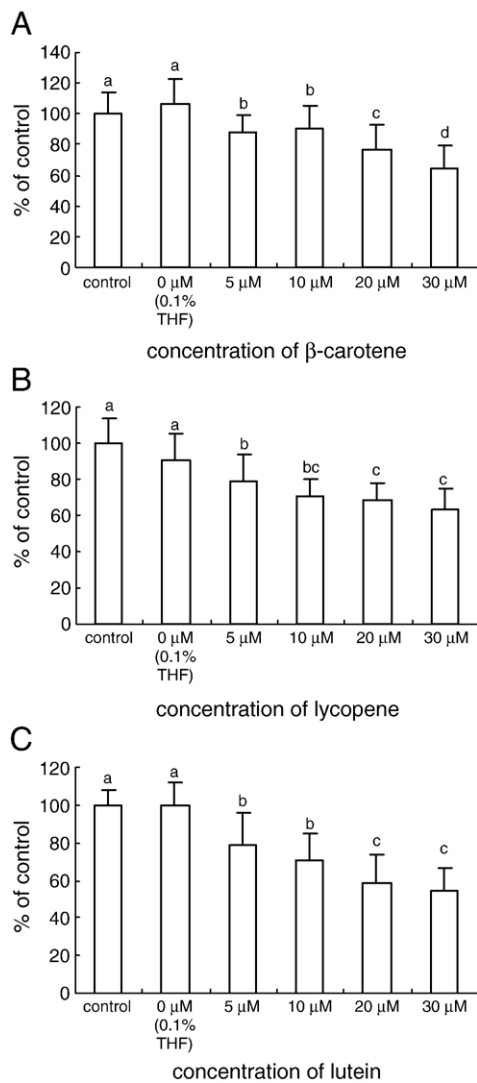 A
140
120
100
80
60
40
20
0
% of control
a a b b c d
control 0 μM 5 μM 10 μM 20 μM 30 μM
(0.1%
THF)
concentration of β-carotene
B
120
100
80
60
40
20
0
% of control
a a b bc c c
control 0 μM 5 μM 10 μM 20 μM 30 μM
(0.1%
THF)
concentration of lycopene
C
120
100
80
60
40
20
0
% of control
a a b b c c
control 0 μM 5 μM 10 μM 20 μM 30 μM
(0.1%
THF)
concentration of lutein